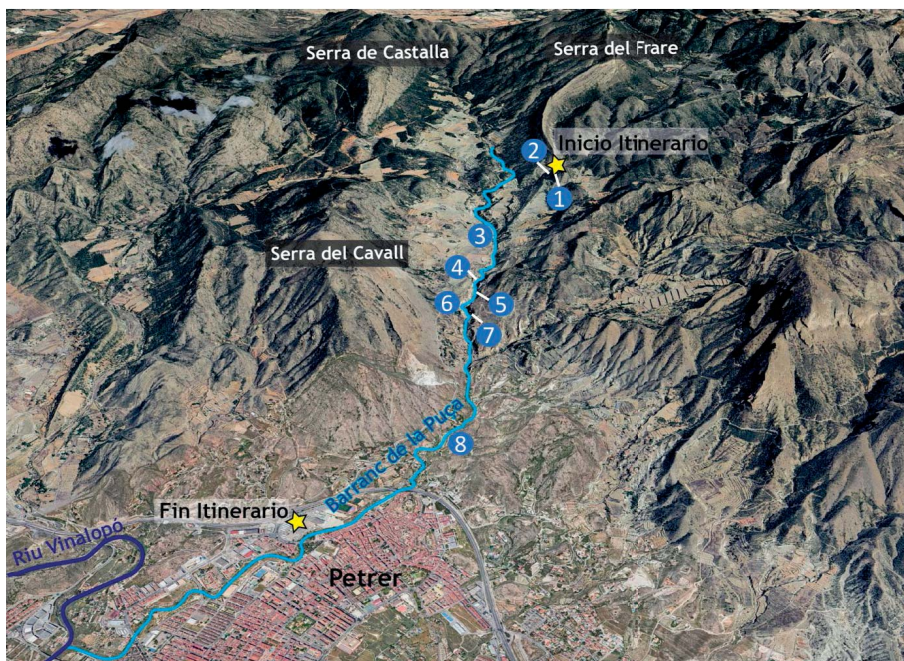 Serra de Castalla
Serra del Frare
Inicio Itinerario
2
1
3
Serra del Cavall
4
5
6
7
8
Barranc de la Puça
Fin Itinerario
Riu Vinalopó
Petrer